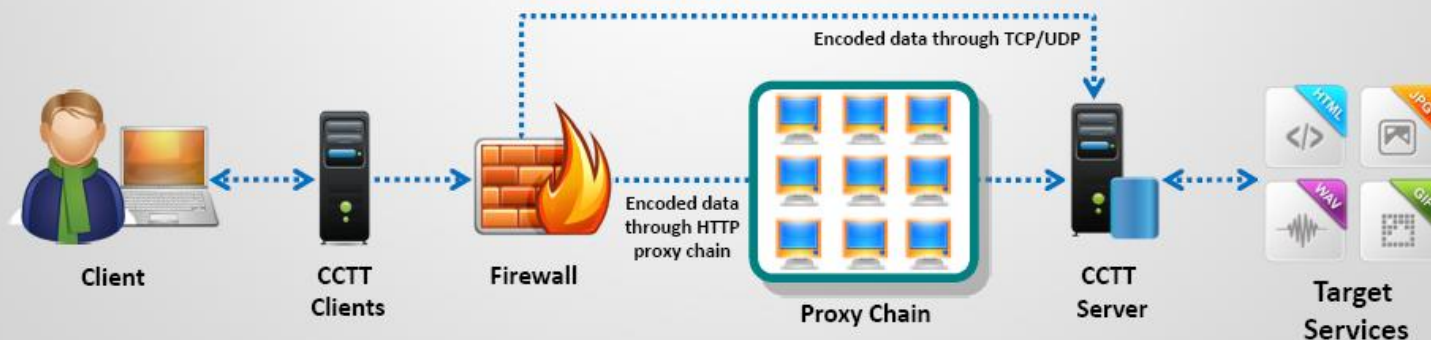 Encoded data through TCP/UDP
HTML
JPG
</>
WAV
GIF
Encoded data
through HTTP
proxy chain
Client
CCTT
Clients
Firewall
Proxy Chain
CCTT
Server
Target
Services